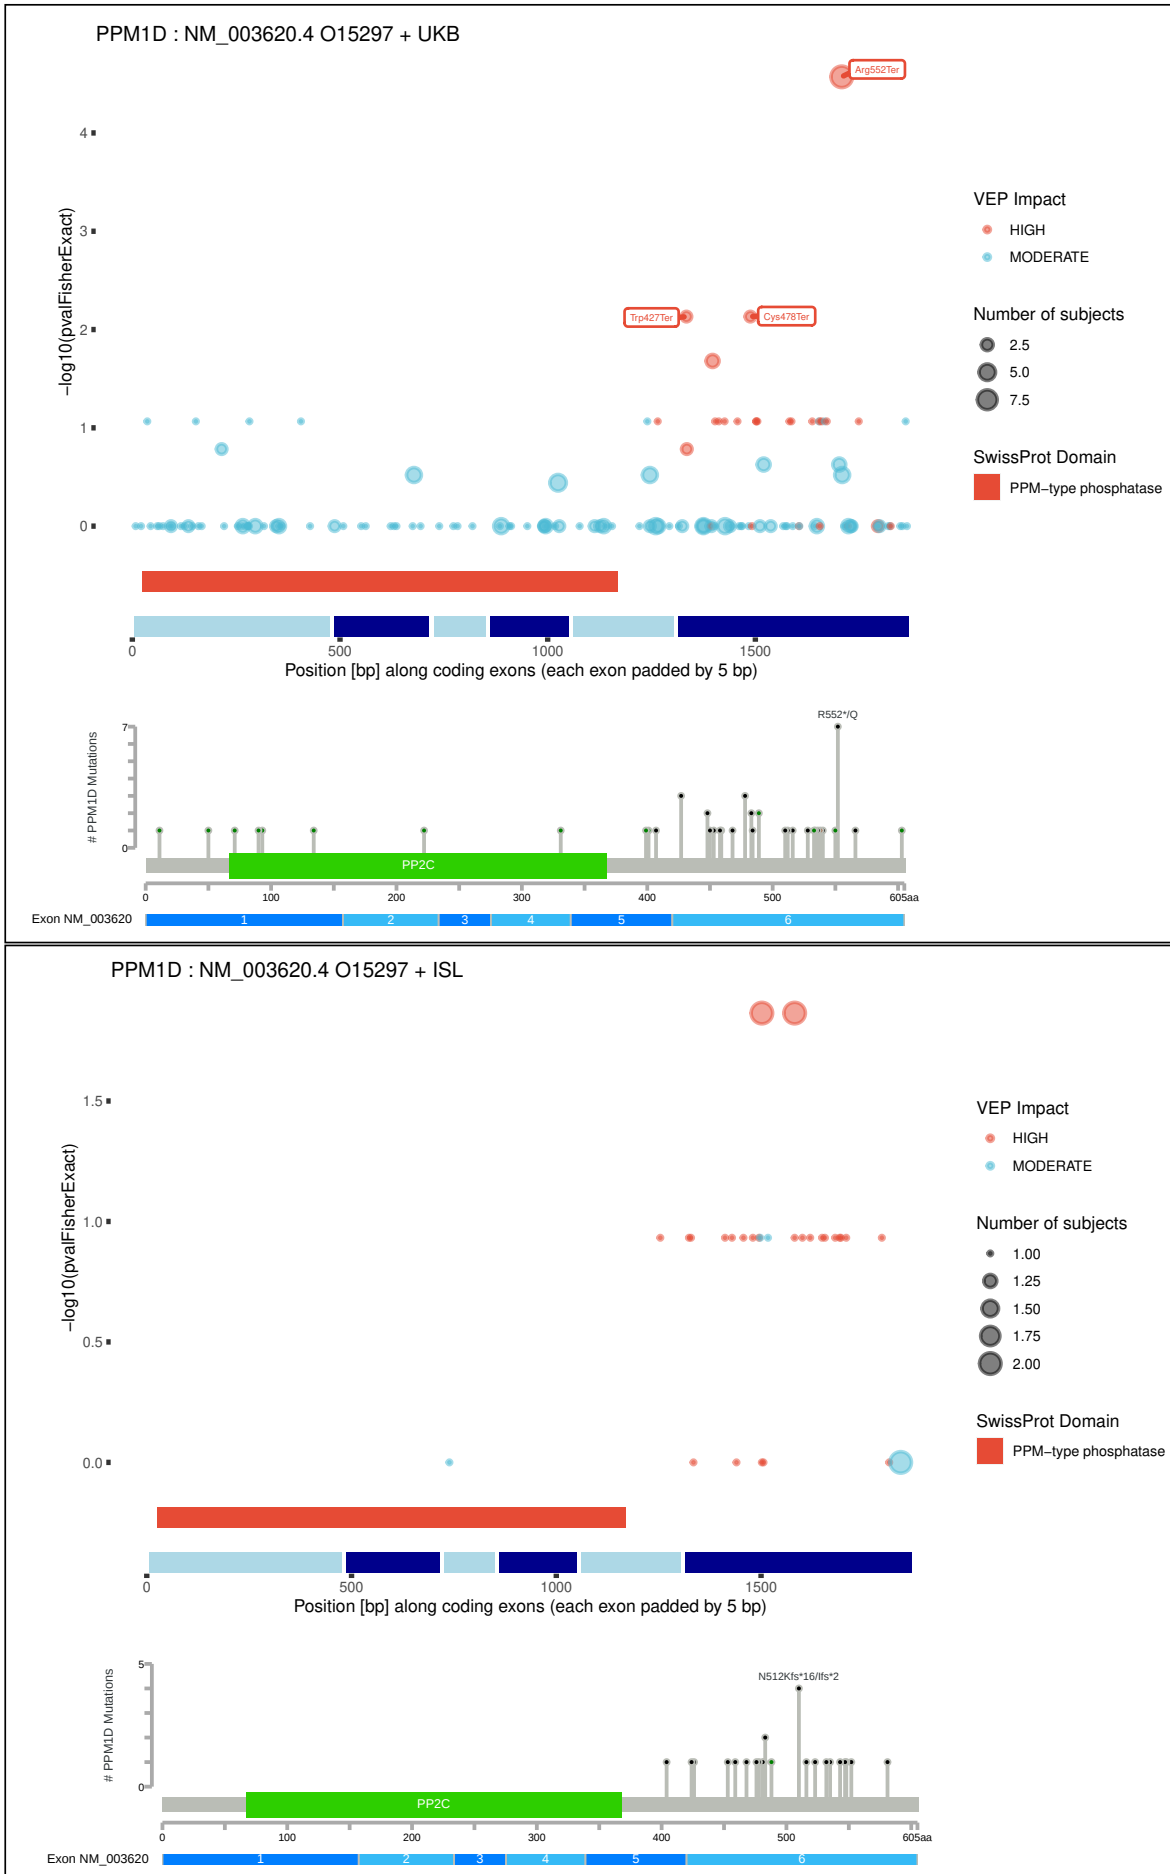 PPM1D : NM_003620.4 O15297 + UKB
Arg552Ter
4
3
2
1
0
−log10(pvalFisherExact)
Trp427Ter
Cys478Ter
VEP Impact
HIGH
MODERATE
Number of subjects
2.5
5.0
7.5
SwissProt Domain
PPM−type phosphatase
0 500 1000 1500
Position [bp] along coding exons (each exon padded by 5 bp)
R552*/Q
7
0
# PPM1D Mutations
PP2C
0 100 200 300 400 500 605aa
Exon NM_003620 1 2 3 4 5 6
PPM1D : NM_003620.4 O15297 + ISL
1.5
1.0
0.5
0.0
−log10(pvalFisherExact)
VEP Impact
HIGH
MODERATE
Number of subjects
1.00
1.25
1.50
1.75
2.00
SwissProt Domain
PPM−type phosphatase
0 500 1000 1500
Position [bp] along coding exons (each exon padded by 5 bp)
N512Kfs*16/Ifs*2
5
0
# PPM1D Mutations
PP2C
0 100 200 300 400 500 605aa
Exon NM_003620 1 2 3 4 5 6